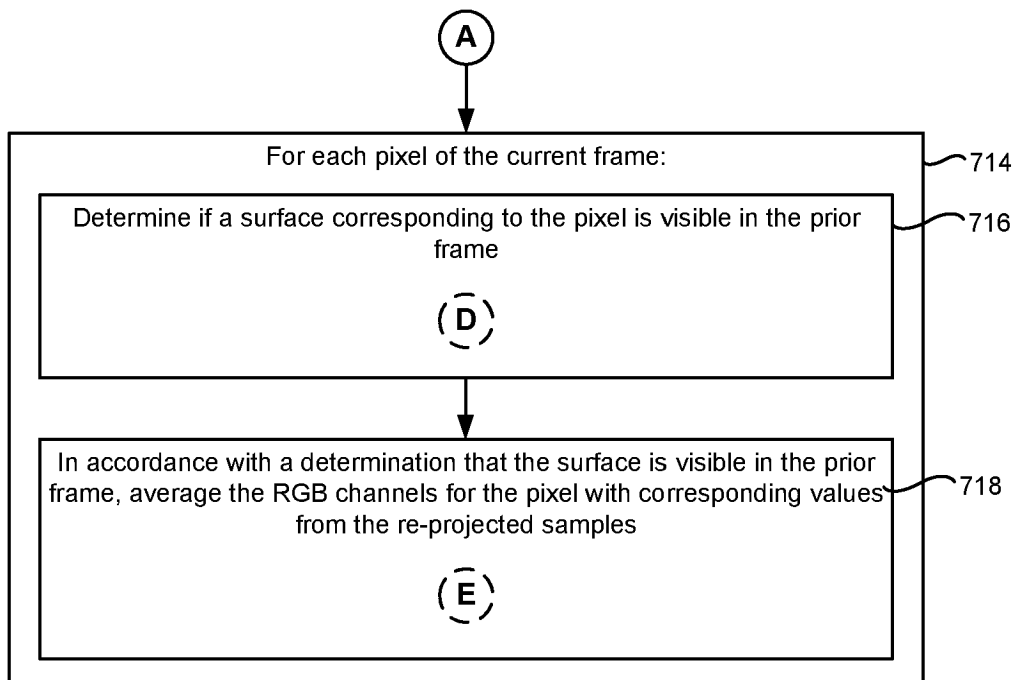 A
For each pixel of the current frame:
714
Determine if a surface corresponding to the pixel is visible in the prior
frame
716
D
In accordance with a determination that the surface is visible in the prior
frame, average the RGB channels for the pixel with corresponding values
from the re-projected samples
718
E